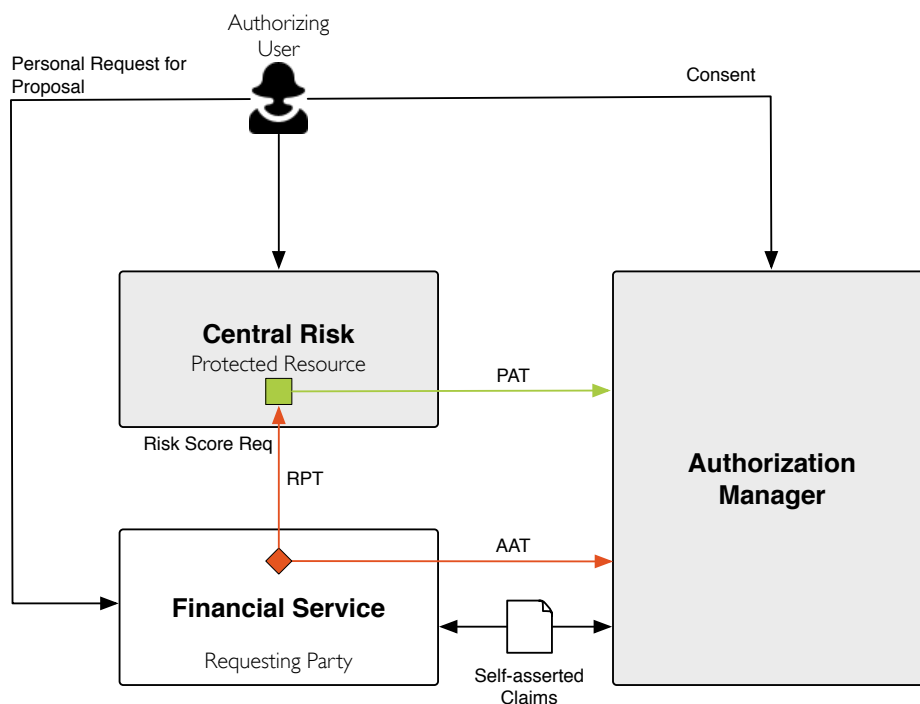 Authorizing
User
Personal Request for
Proposal
Consent
Central Risk
Protected Resource
PAT
Risk Score Req
RPT
Authorization
Manager
AAT
Financial Service
Requesting Party
Self-asserted
Claims